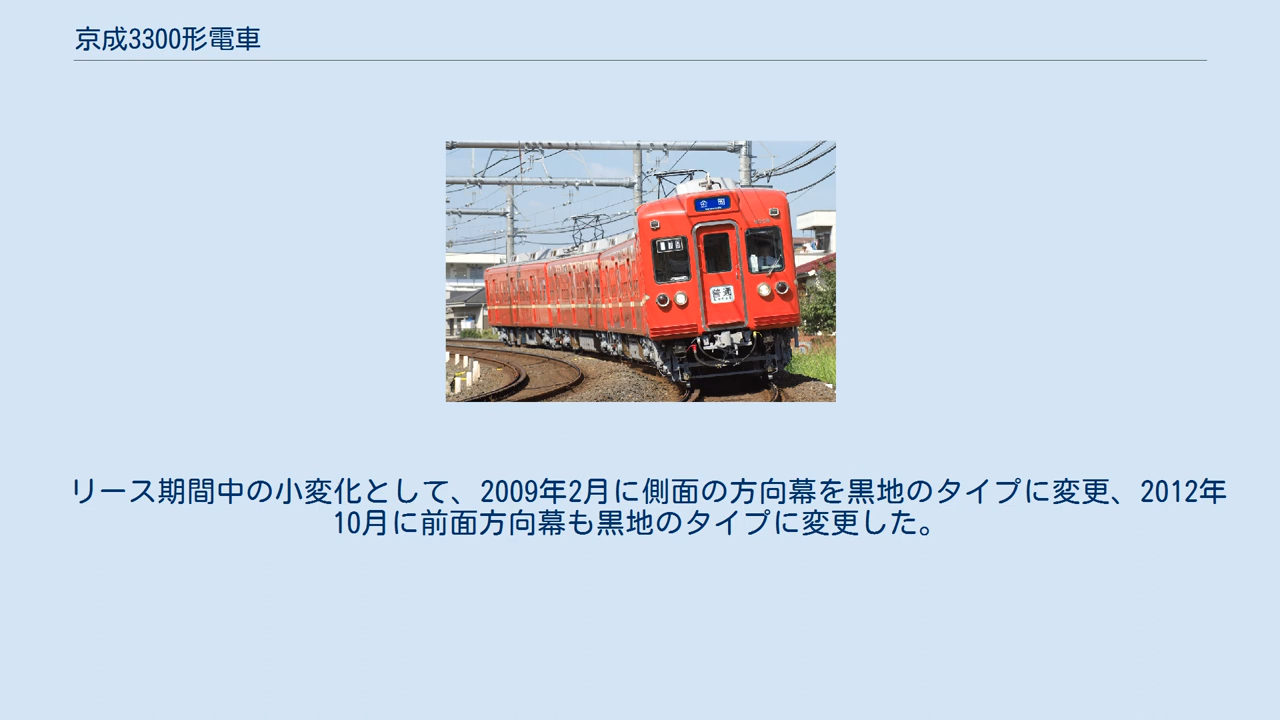 京成3300形電車
普通
リース期間中の小変化として、2009年2月に側面の方向幕を黒地のタイプに変更、2012年
10月に前面方向幕も黒地のタイプに変更した。